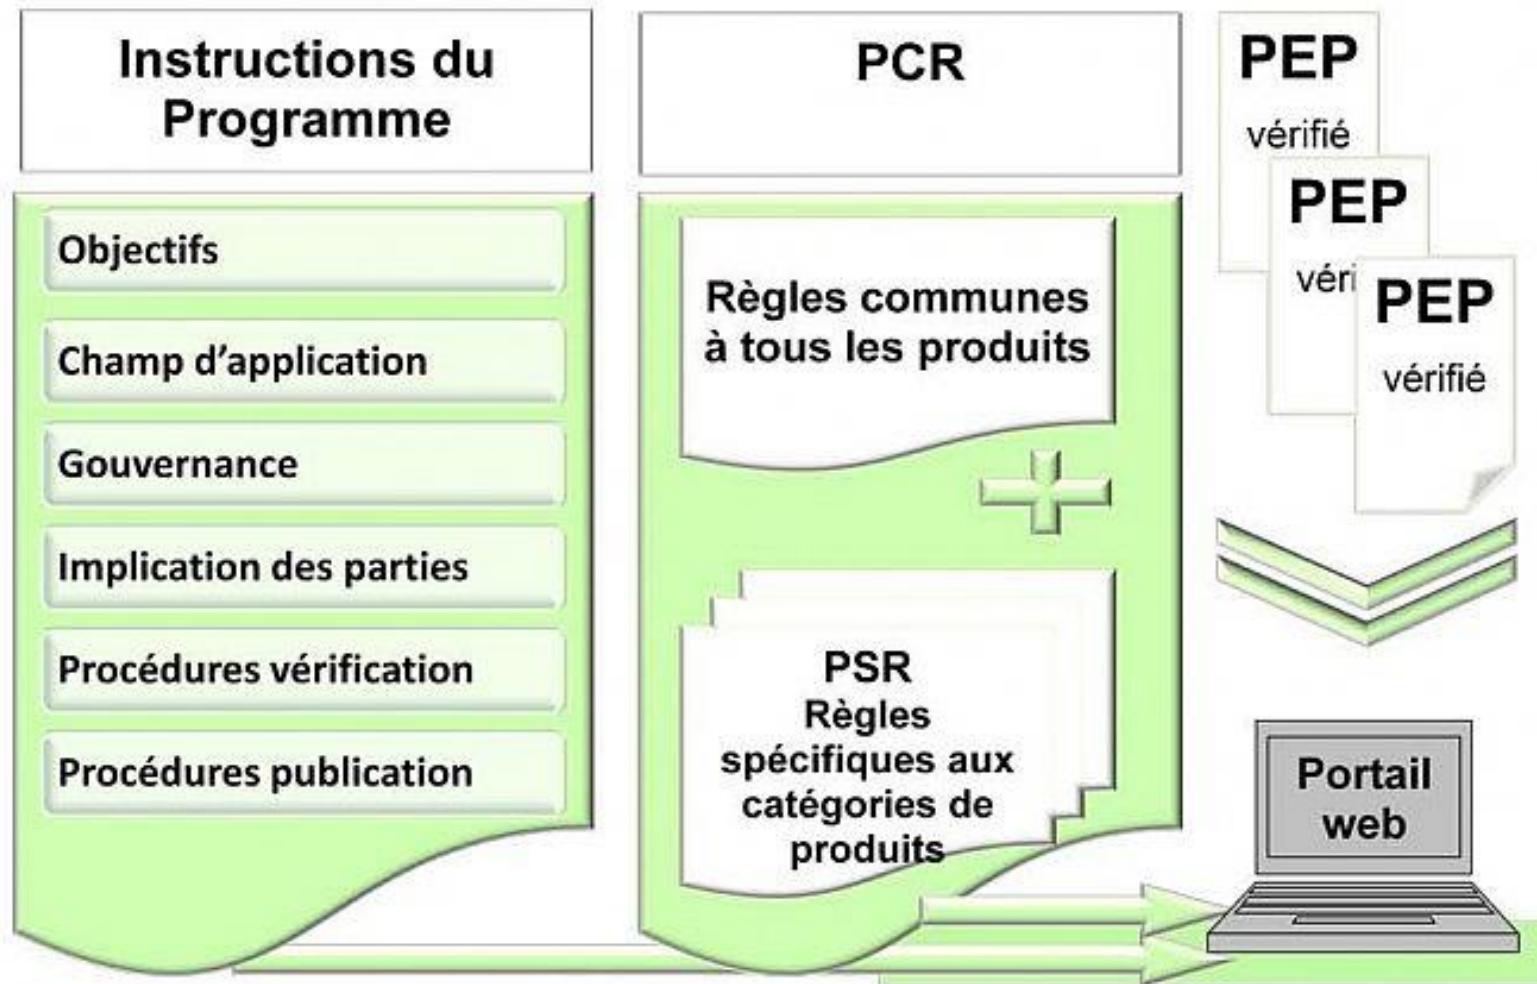 Instructions du
Programme
Objectifs
Champ d'application
Gouvernance
Implication des parties
Procédures vérification
Procédures publication
PCR
Règles communes
à tous les produits
PSR
Règles
spécifiques aux
catégories de
produits
PEP
vérifié
PEP
véri
PEP
vérifié
Portail
web